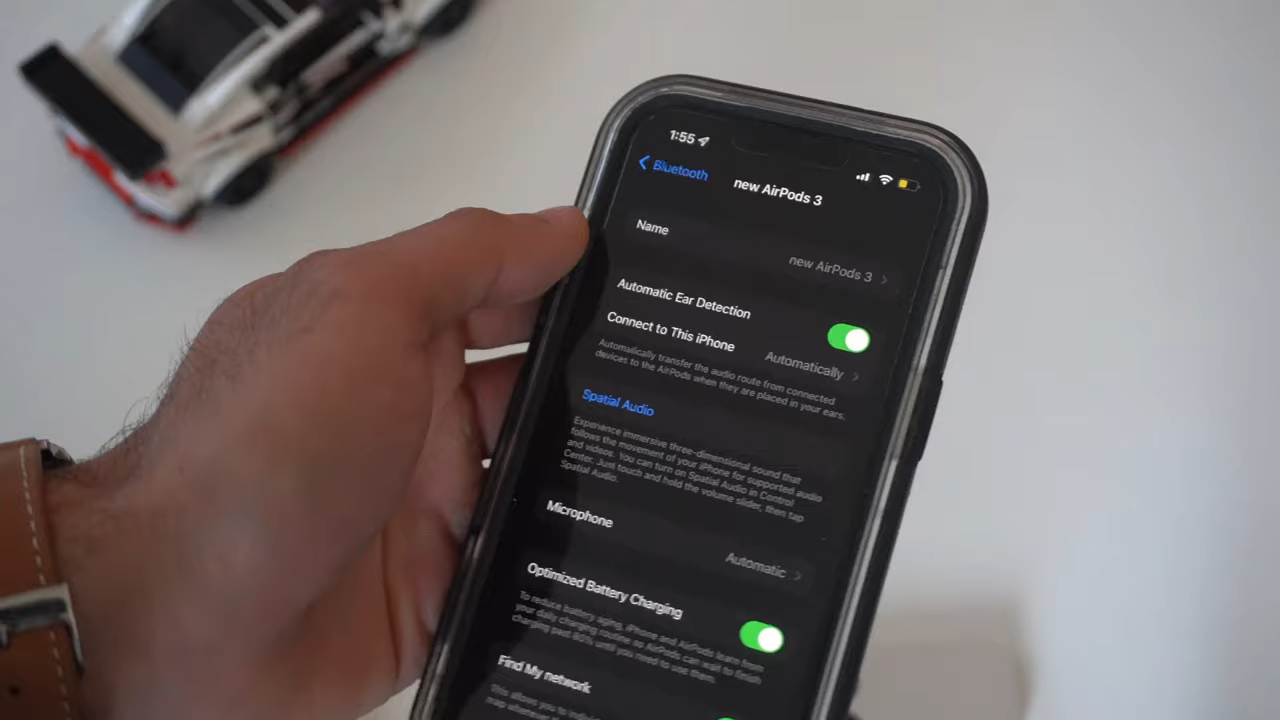 1:55
Bluetooth
new AirPods 3
Name
new AirPods 3
Automatic Ear Detection
Connect to This iPhone
Automatically
Automatically transfer the audio route from connected
devices to the AirPods when they are placed in your ears.
Spatial Audio
Experience immersive three-dimensional sound that
follows the movement of your iPhone for supported audio
and videos. You can turn on Spatial Audio in Control
Center. Just touch and hold the volume slider, then tap
Spatial Audio.
Microphone
Automatic
Optimized Battery Charging
To reduce battery aging, iPhone and AirPods learn from
your daily charging routine so AirPods can wait to finish
charging past 80% until you need to use them.
Find My network
This allows you to
map